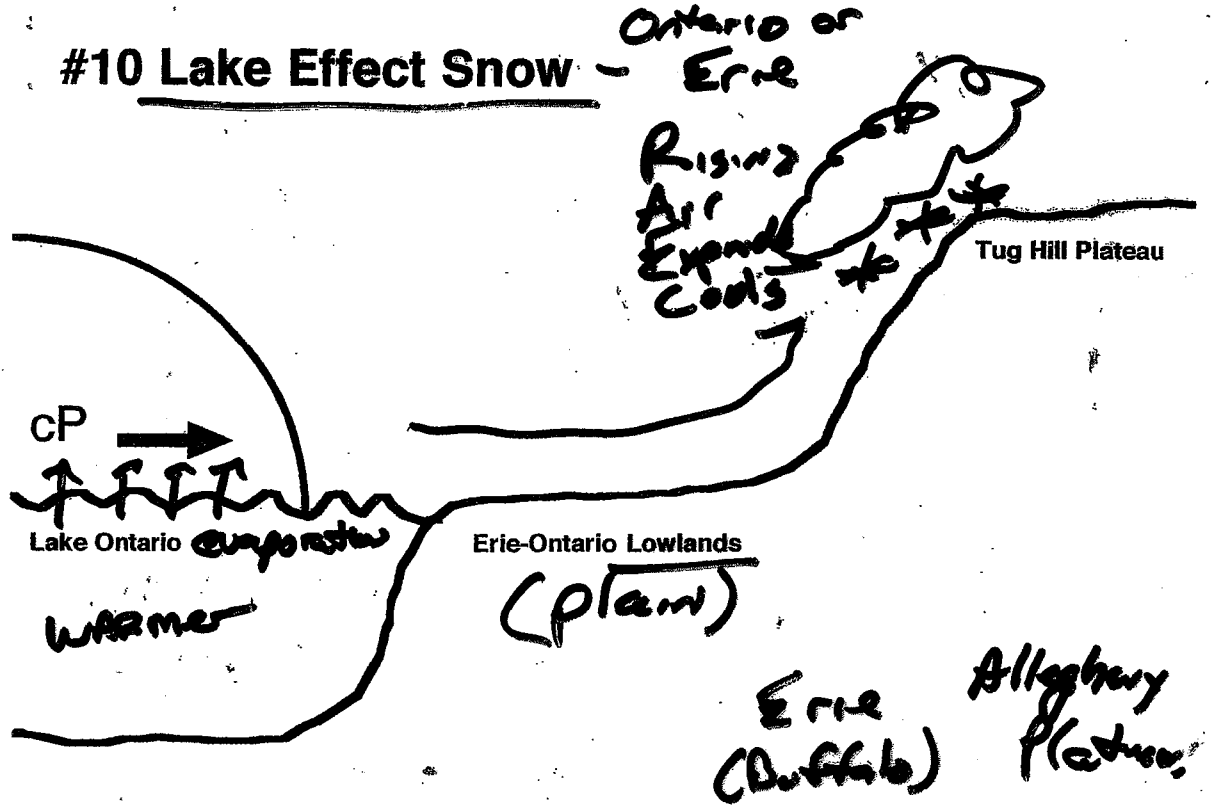 #10 Lake Effect Snow - Ontario or
Erie
Rising
Air
Expands
Cools
Tug Hill Plateau
cP
Lake Ontario evaporation
Erie-Ontario Lowlands
warmer
(plain)
Erie
(Buffalo)
Allegheny
Plateau